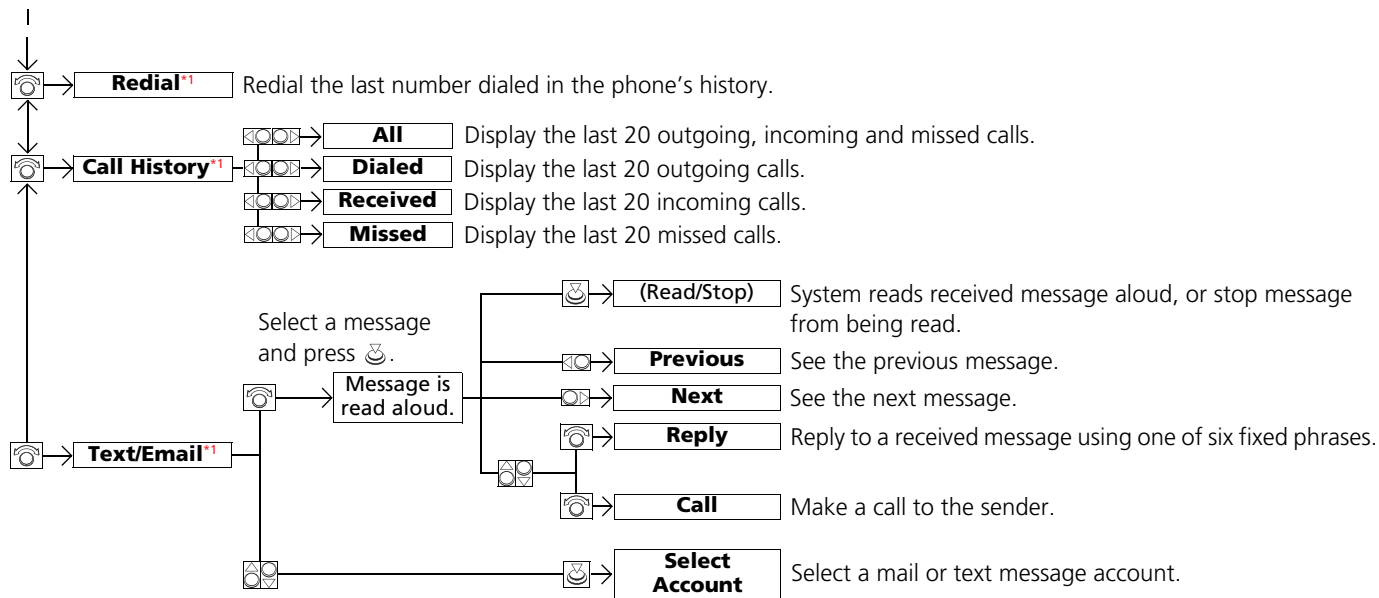 Redial*1 Redial the last number dialed in the phone's history.
All Display the last 20 outgoing, incoming and missed calls.
Call History*1 Dialed Display the last 20 outgoing calls.
Received Display the last 20 incoming calls.
Missed Display the last 20 missed calls.
(Read/Stop) System reads received message aloud, or stop message
from being read.
Select a message
and press .
Previous See the previous message.
Message is
read aloud.
Next See the next message.
Reply Reply to a received message using one of six fixed phrases.
Text/Email*1
Call Make a call to the sender.
Select
Account Select a mail or text message account.